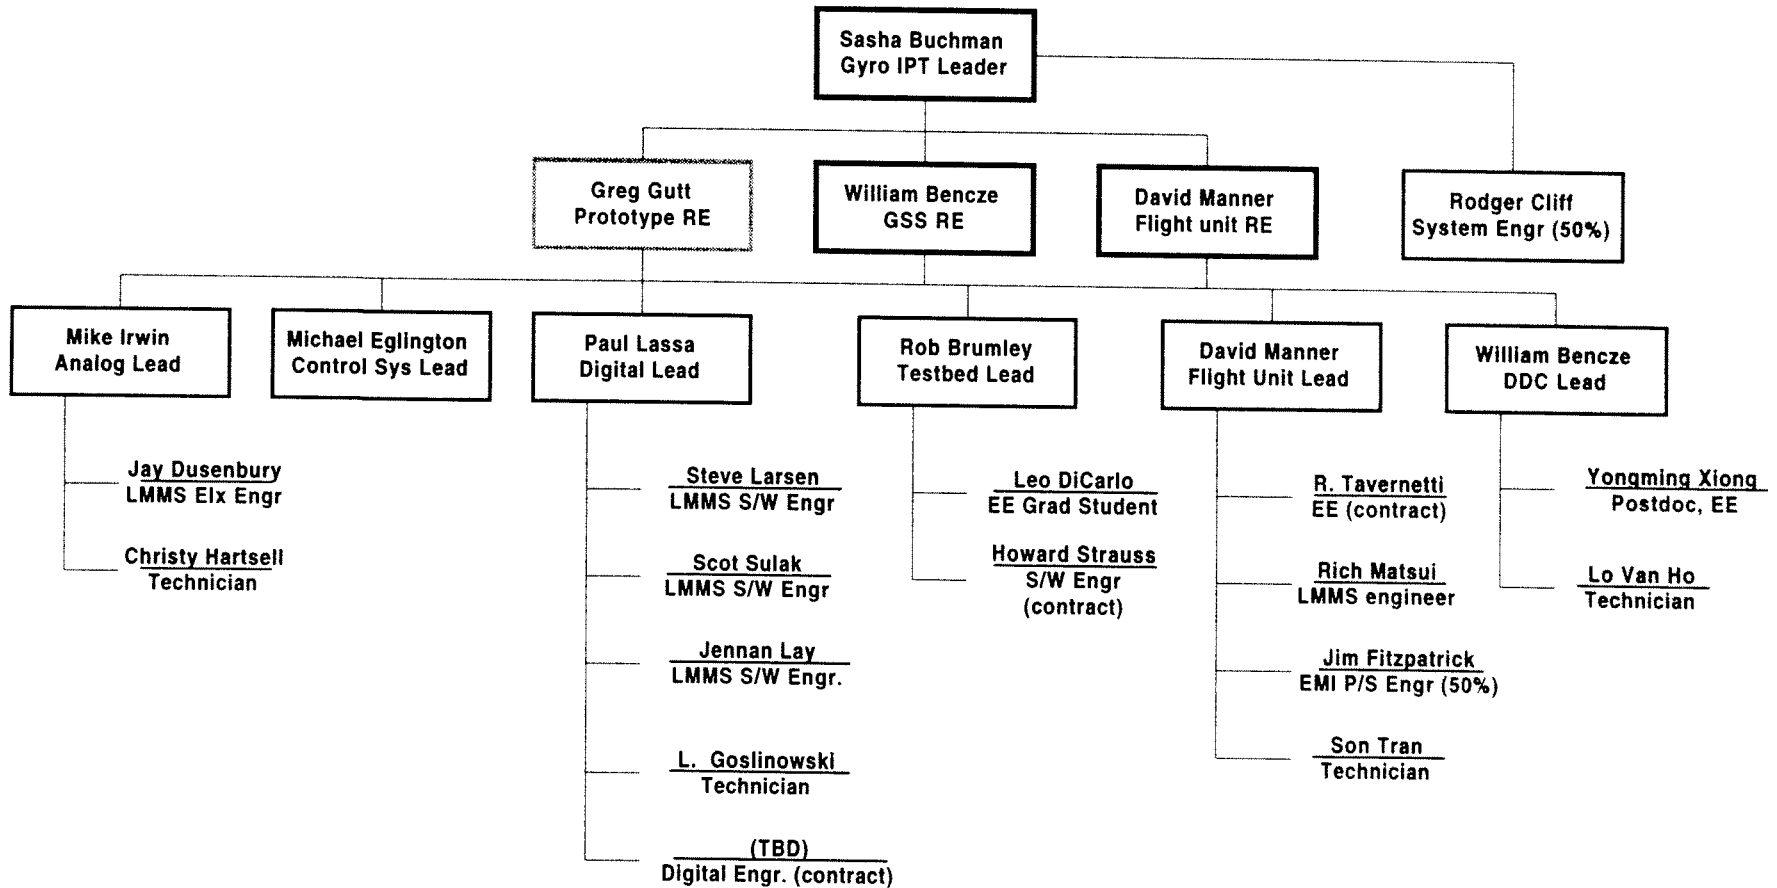 Sasha Buchman
Gyro IPT Leader
Greg Gutt
Prototype RE
William Bencze
GSS RE
David Manner
Flight unit RE
Rodger Cliff
System Engr (50%)
Mike Irwin
Analog Lead
Michael Eglington
Control Sys Lead
Paul Lassa
Digital Lead
Rob Brumley
Testbed Lead
David Manner
Flight Unit Lead
William Bencze
DDC Lead
Jay Dusenbury
LMMS Elx Engr
Christy Hartsell
Technician
Steve Larsen
LMMS S/W Engr
Scot Sulak
LMMS S/W Engr
Jennan Lay
LMMS S/W Engr.
L. Goslinowski
Technician
(TBD)
Digital Engr. (contract)
Leo DiCarlo
EE Grad Student
Howard Strauss
S/W Engr
(contract)
R. Tavernetti
EE (contract)
Rich Matsui
LMMS engineer
Jim Fitzpatrick
EMI P/S Engr (50%)
Son Tran
Technician
Yongming Xiong
Postdoc, EE
Lo Van Ho
Technician